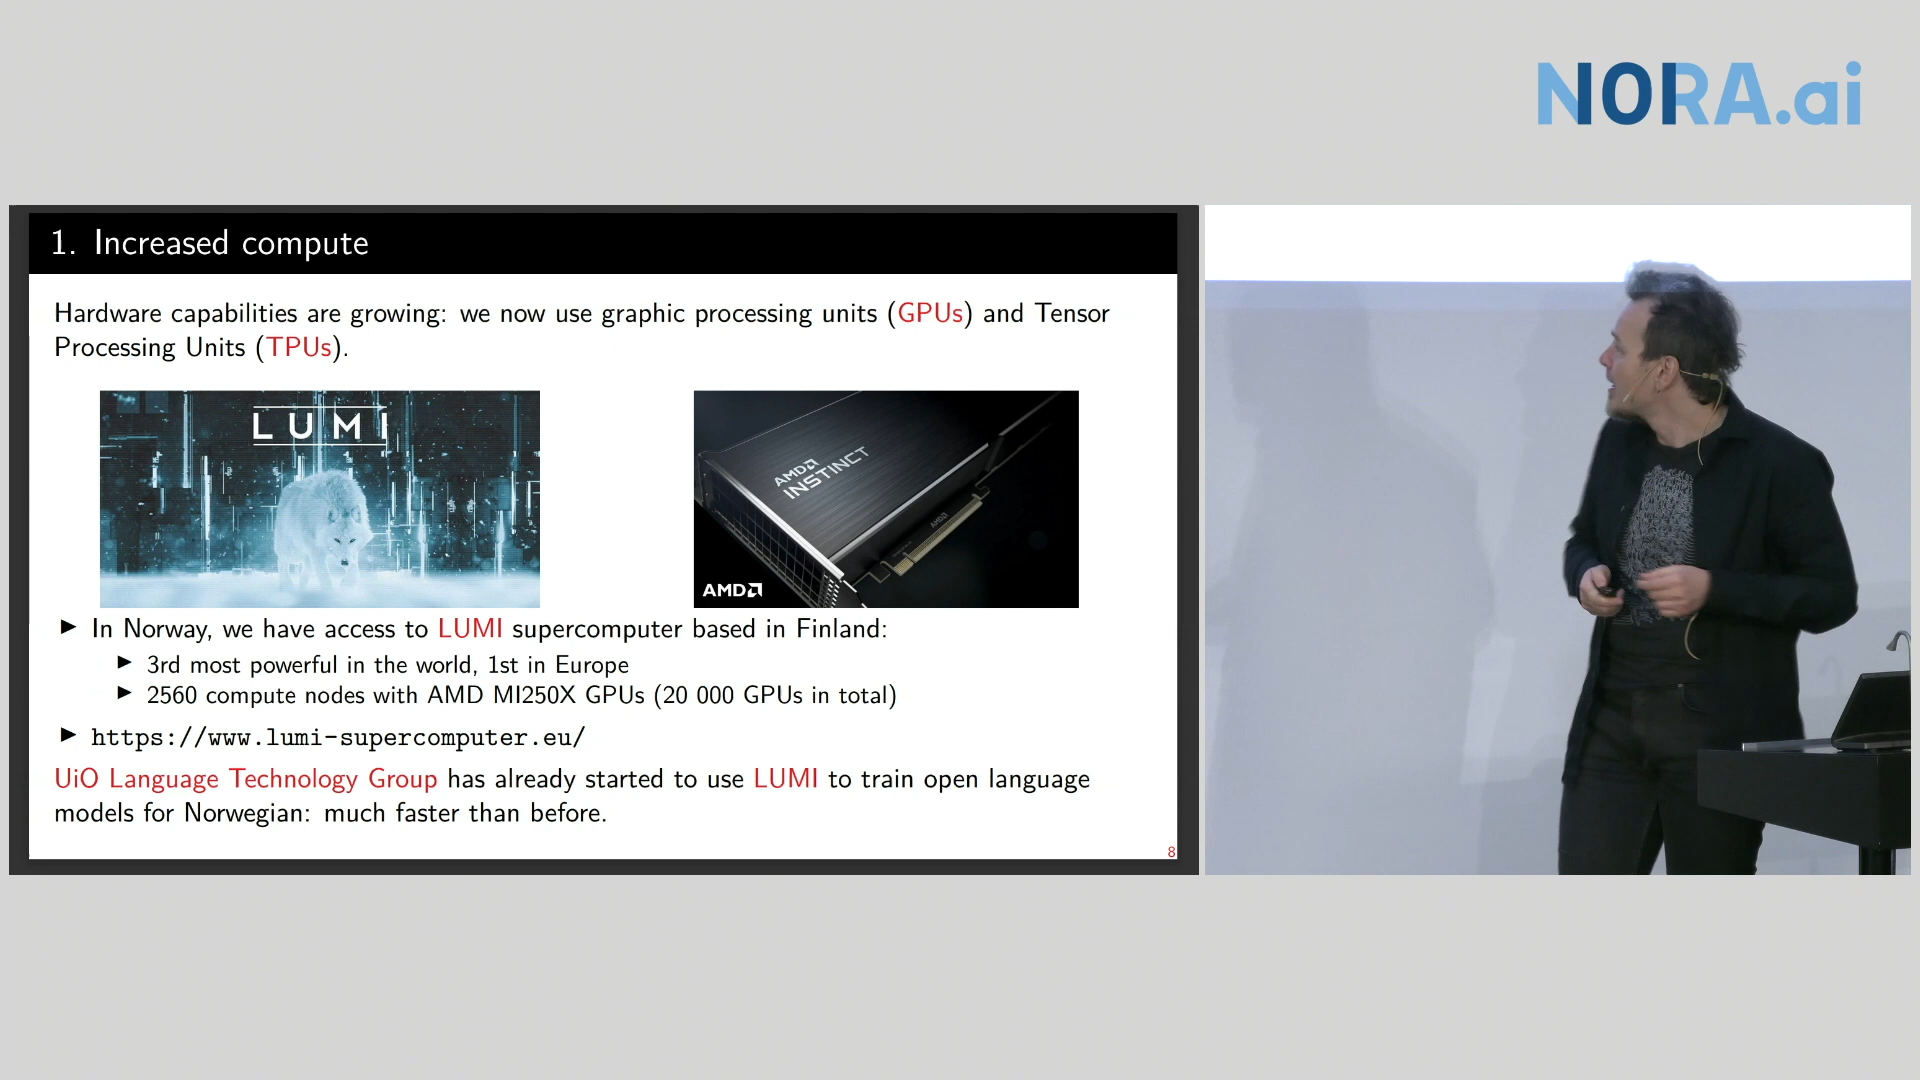 NORA.ai
1. Increased compute
Hardware capabilities are growing: we now use graphic processing units (GPUs) and Tensor
Processing Units (TPUs).
LUMI
AMD
INSTINCT
AMD
AMD
▶ In Norway, we have access to LUMI supercomputer based in Finland:
▶ 3rd most powerful in the world, 1st in Europe
▶ 2560 compute nodes with AMD MI250X GPUs (20 000 GPUs in total)
▶ https://www.lumi-supercomputer.eu/
UiO Language Technology Group has already started to use LUMI to train open language
models for Norwegian: much faster than before.
8